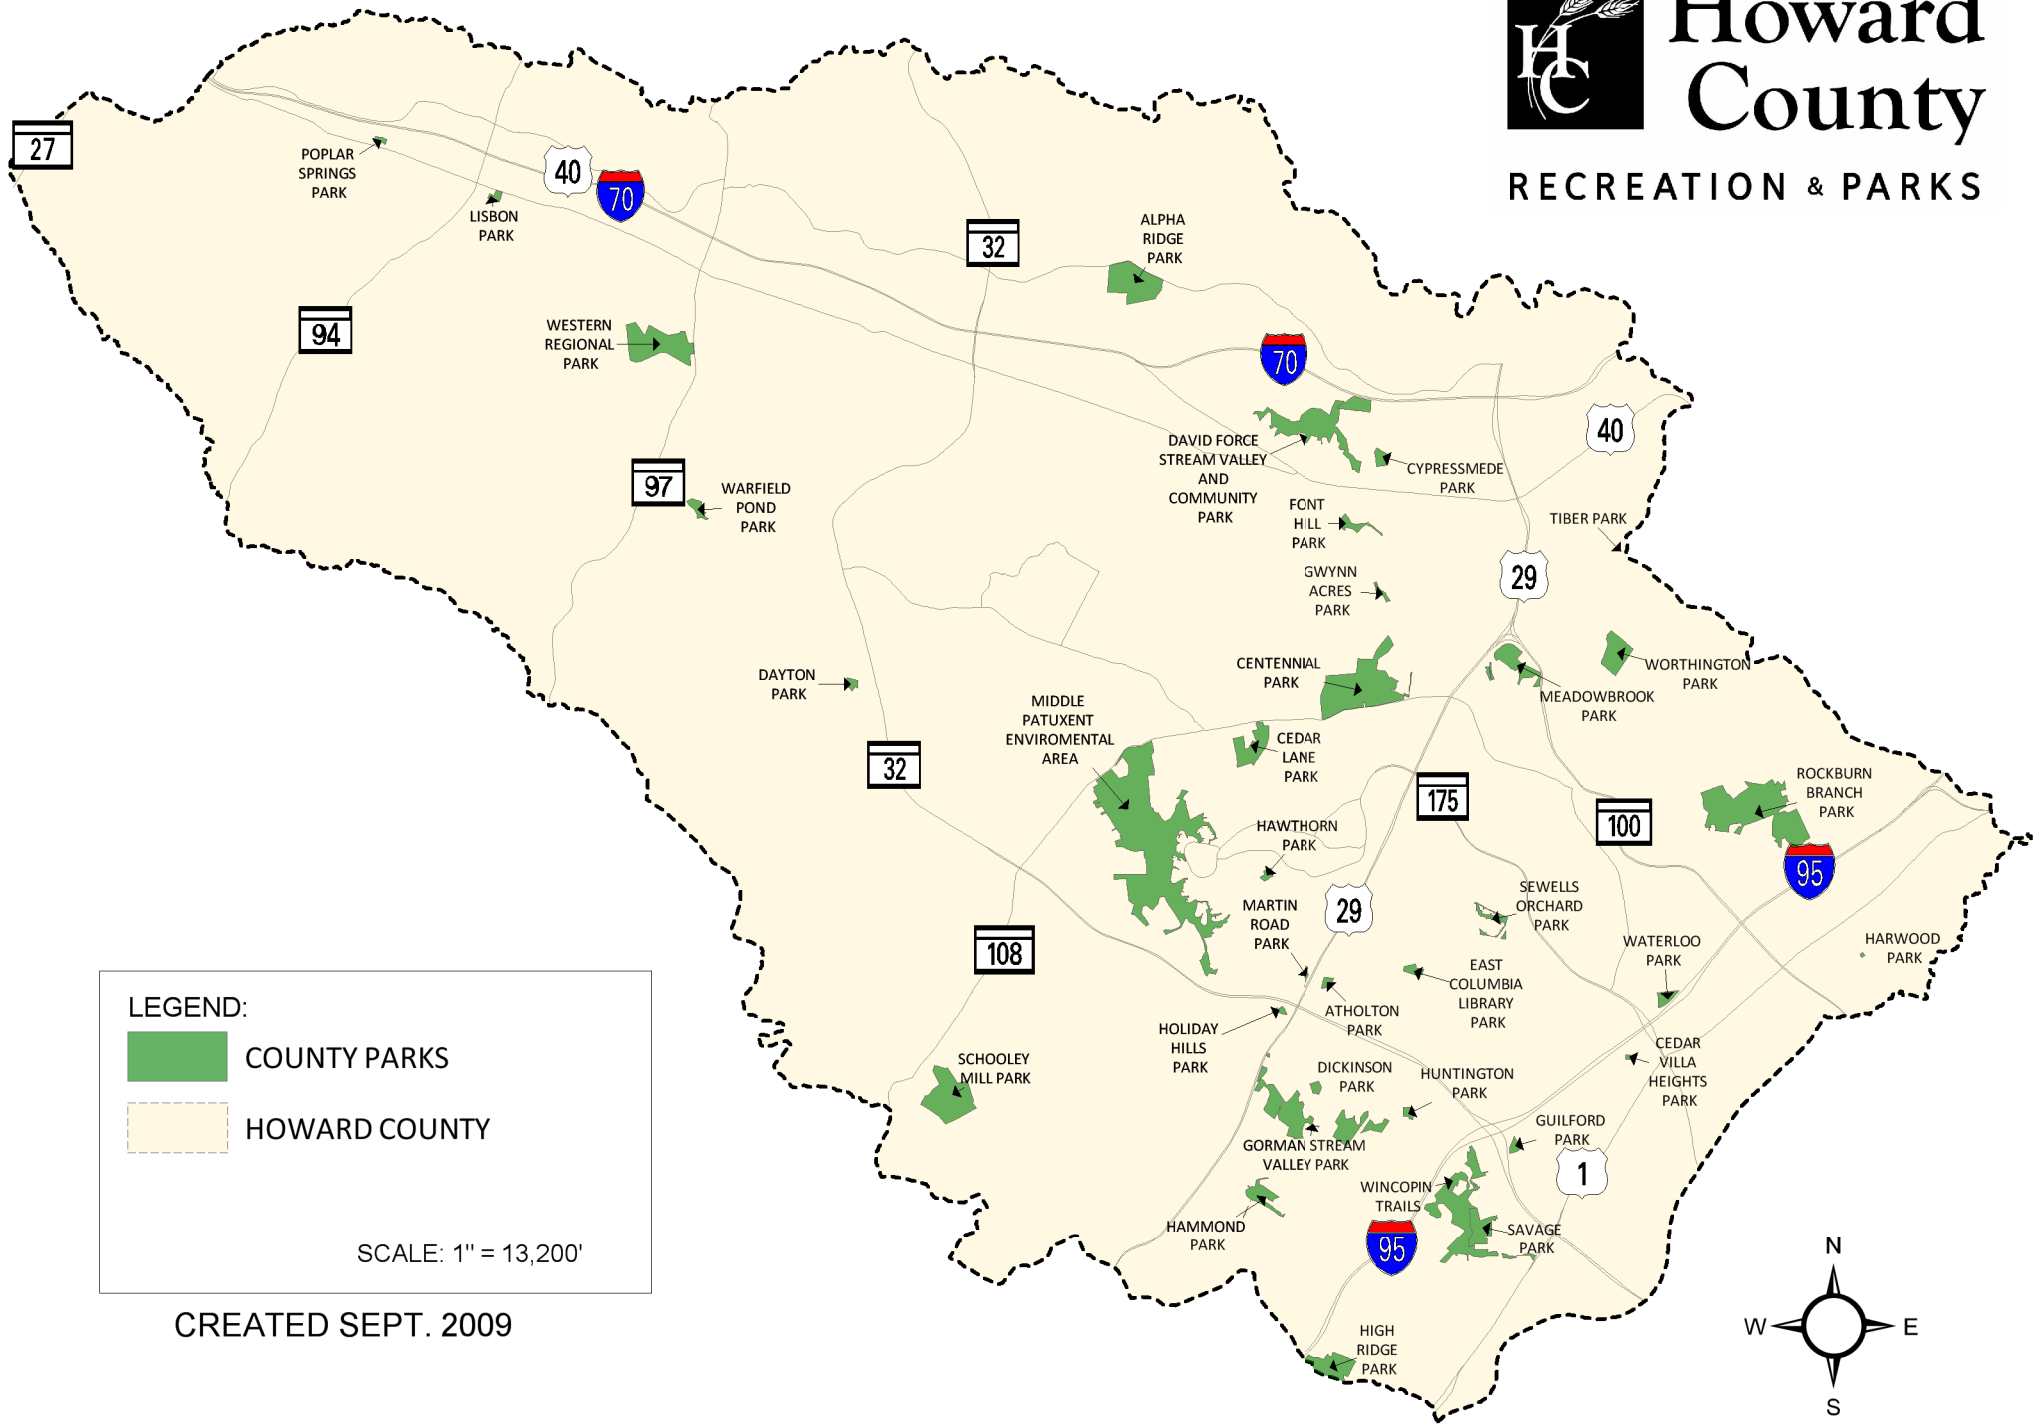 Howard
County
RECREATION & PARKS
27
POPLAR
SPRINGS
PARK
LISBON
PARK
40
70
32
ALPHA
RIDGE
PARK
94
WESTERN
REGIONAL
PARK
70
40
DAVID FORCE
STREAM VALLEY
AND
COMMUNITY
PARK
CYPRESSMEDE
PARK
97
WARFIELD
POND
PARK
FONT
HILL
PARK
TIBER PARK
29
GWYNN
ACRES
PARK
CENTENNIAL
PARK
WORTHINGTON
PARK
MEADOWBROOK
PARK
DAYTON
PARK
MIDDLE
PATUXENT
ENVIROMENTAL
AREA
CEDAR
LANE
PARK
32
175
100
ROCKBURN
BRANCH
PARK
95
HAWTHORN
PARK
29
MARTIN
ROAD
PARK
SEWELLS
ORCHARD
PARK
WATERLOO
PARK
HARWOOD
PARK
108
EAST
COLUMBIA
LIBRARY
PARK
ATHOLTON
PARK
HOLIDAY
HILLS
PARK
CEDAR
VILLA
HEIGHTS
PARK
SCHOOLEY
MILL PARK
DICKINSON
PARK
HUNTINGTON
PARK
GUILFORD
PARK
GORMAN STREAM
VALLEY PARK
1
WINCOPIN
TRAILS
HAMMOND
PARK
SAVAGE
PARK
95
HIGH
RIDGE
PARK
LEGEND:
COUNTY PARKS
HOWARD COUNTY
SCALE: 1" = 13,200'
CREATED SEPT. 2009
N
W
E
S
HC